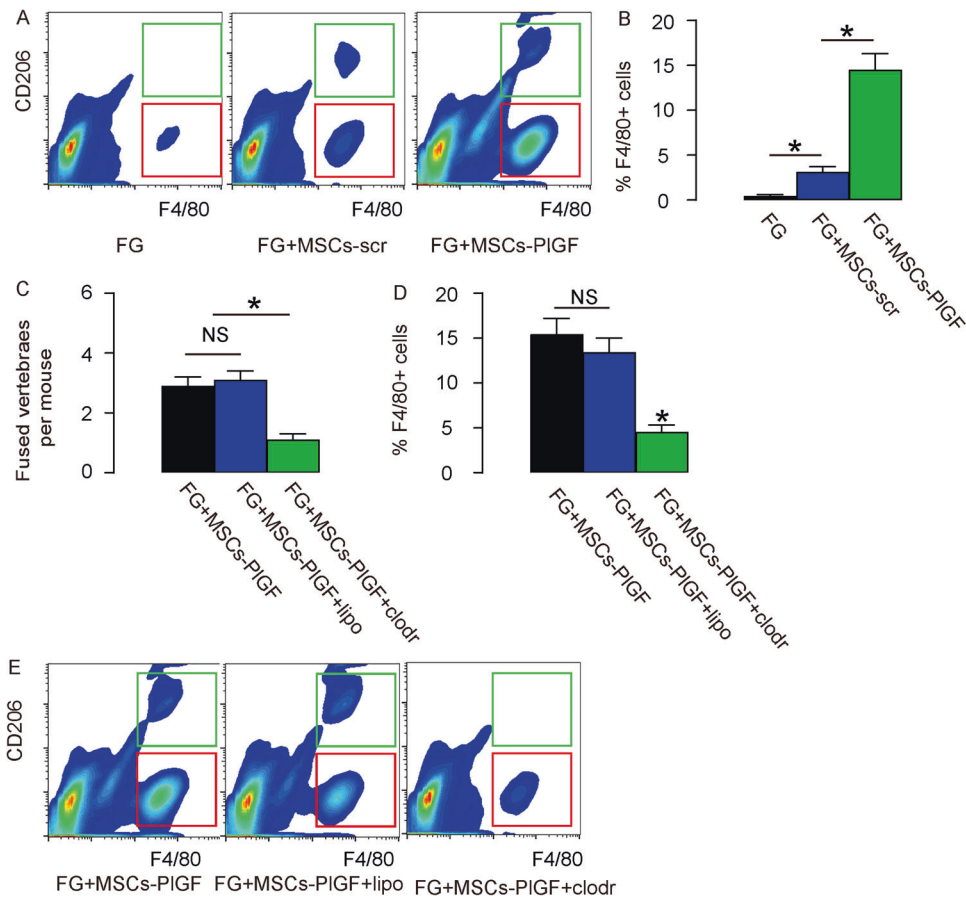 A
CD206
F4/80
F4/80
F4/80
FG
FG+MSCs-scr
FG+MSCs-PlGF
B
% F4/80+ cells
20
15
10
5
0
*
*
FG
FG+MSCs-scr
FG+MSCs-PlGF
C
Fused vertebraes
per mouse
6
4
2
0
NS
*
FG+MSCs-PlGF
FG+MSCs-PlGF+lipo
FG+MSCs-PlGF+clodr
D
% F4/80+ cells
20
15
10
5
0
NS
*
FG+MSCs-PlGF
FG+MSCs-PlGF+lipo
FG+MSCs-PlGF+clodr
E
CD206
F4/80
F4/80
F4/80
FG+MSCs-PlGF
FG+MSCs-PlGF+lipo
FG+MSCs-PlGF+clodr